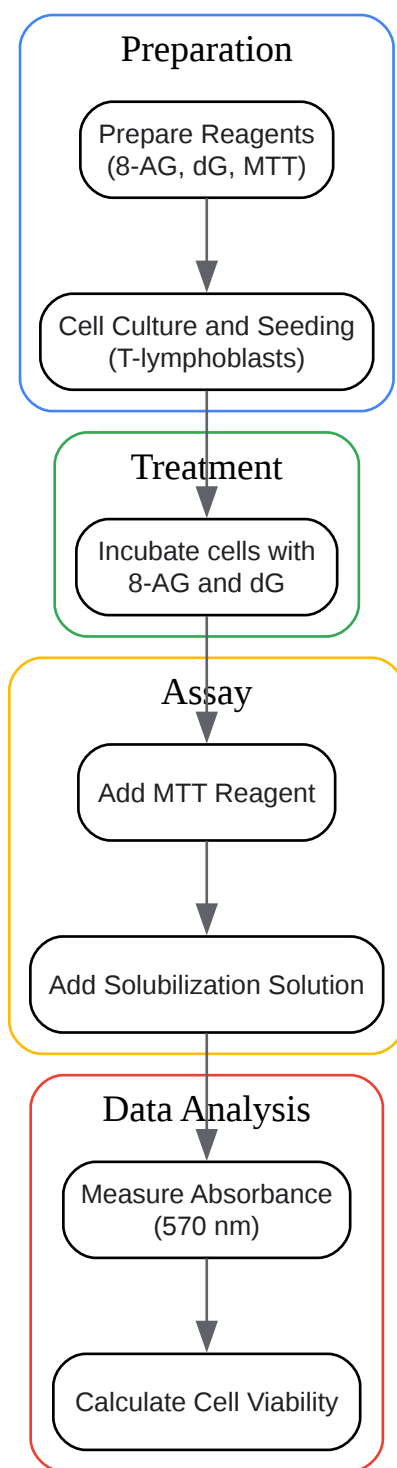 Preparation
Prepare Reagents
(8-AG, dG, MTT)
Cell Culture and Seeding
(T-lymphoblasts)
Treatment
Incubate cells with
8-AG and dG
Assay
Add MTT Reagent
Add Solubilization Solution
Data Analysis
Measure Absorbance
(570 nm)
Calculate Cell Viability